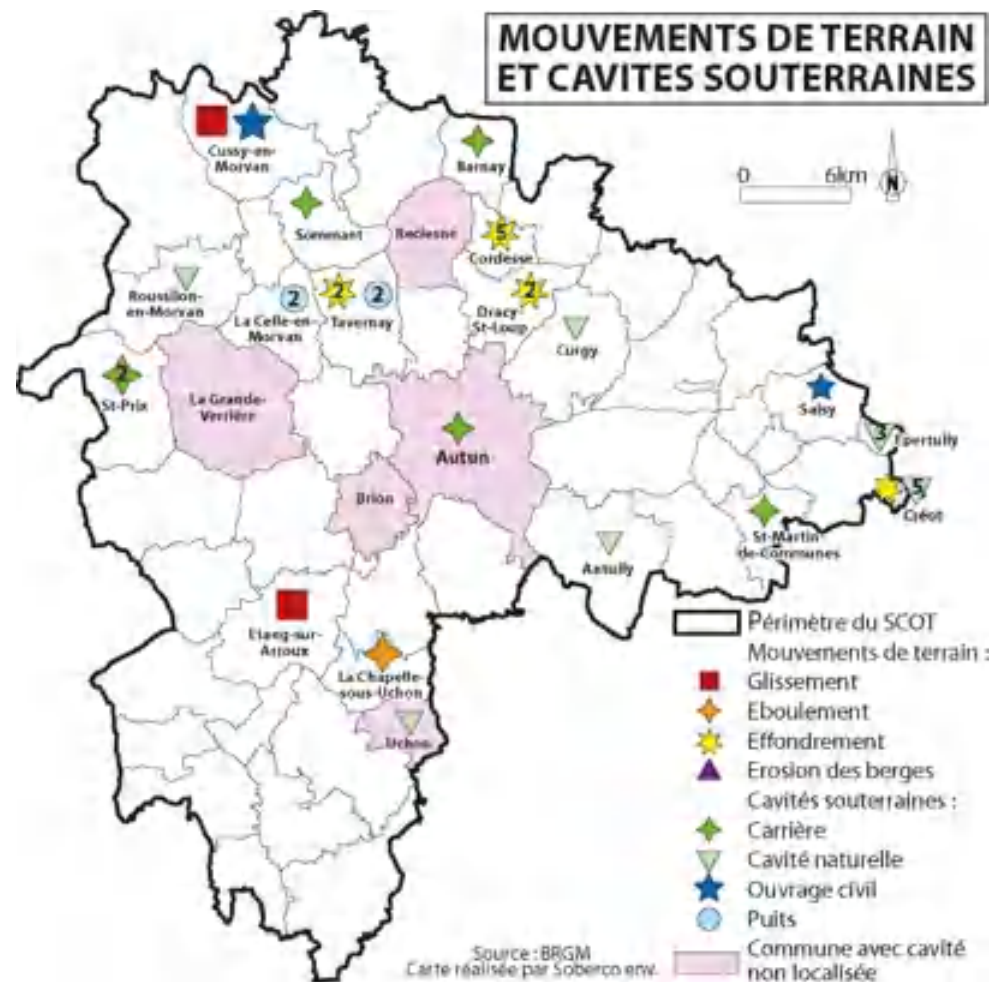 MOUVEMENTS DE TERRAIN
ET CAVITES SOUTERRAINES
0 6km
N
Cussy-en-
Morvan
Barnay
Sommant
Reclesne
5
Cordesse
Roussillon-
en-Morvan
2
La Celle-en-
Morvan
2
2
Tavernay
2
Dracy-
St-Loup
Curgy
2
St-Prix
La Grande-
Verrière
Autun
Saisy
3
Epertully
5
Créot
Brion
St-Martin-
de-Communes
Antully
Etang-sur-
Arroux
La Chapelle-
sous-Uchon
Uchon
Périmètre du SCOT
Mouvements de terrain :
Glissement
Eboulement
Effondrement
Erosion des berges
Cavités souterraines :
Carrière
Cavité naturelle
Ouvrage civil
Puits
Commune avec cavité
non localisée
Source : BRGM
Carte réalisée par Soberco env.